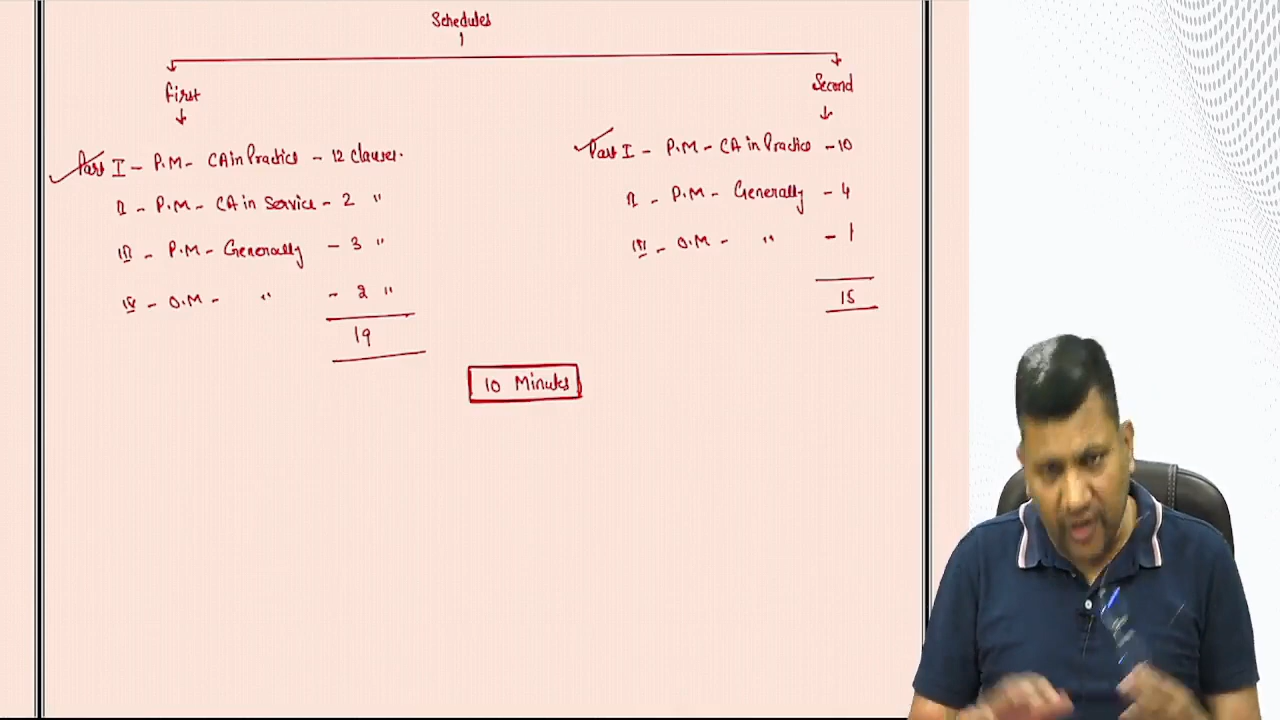 Schedules
First
Part I - P.M - CA in Practice - 12 clauses.
II - P.M - CA in Service - 2 "
III - P.M - Generally - 3 "
IV - O.M - " - 2 "
19
Second
Part I - P.M - CA in Practice - 10
II - P.M - Generally - 4
III - O.M - " - 1
15
10 Minutes